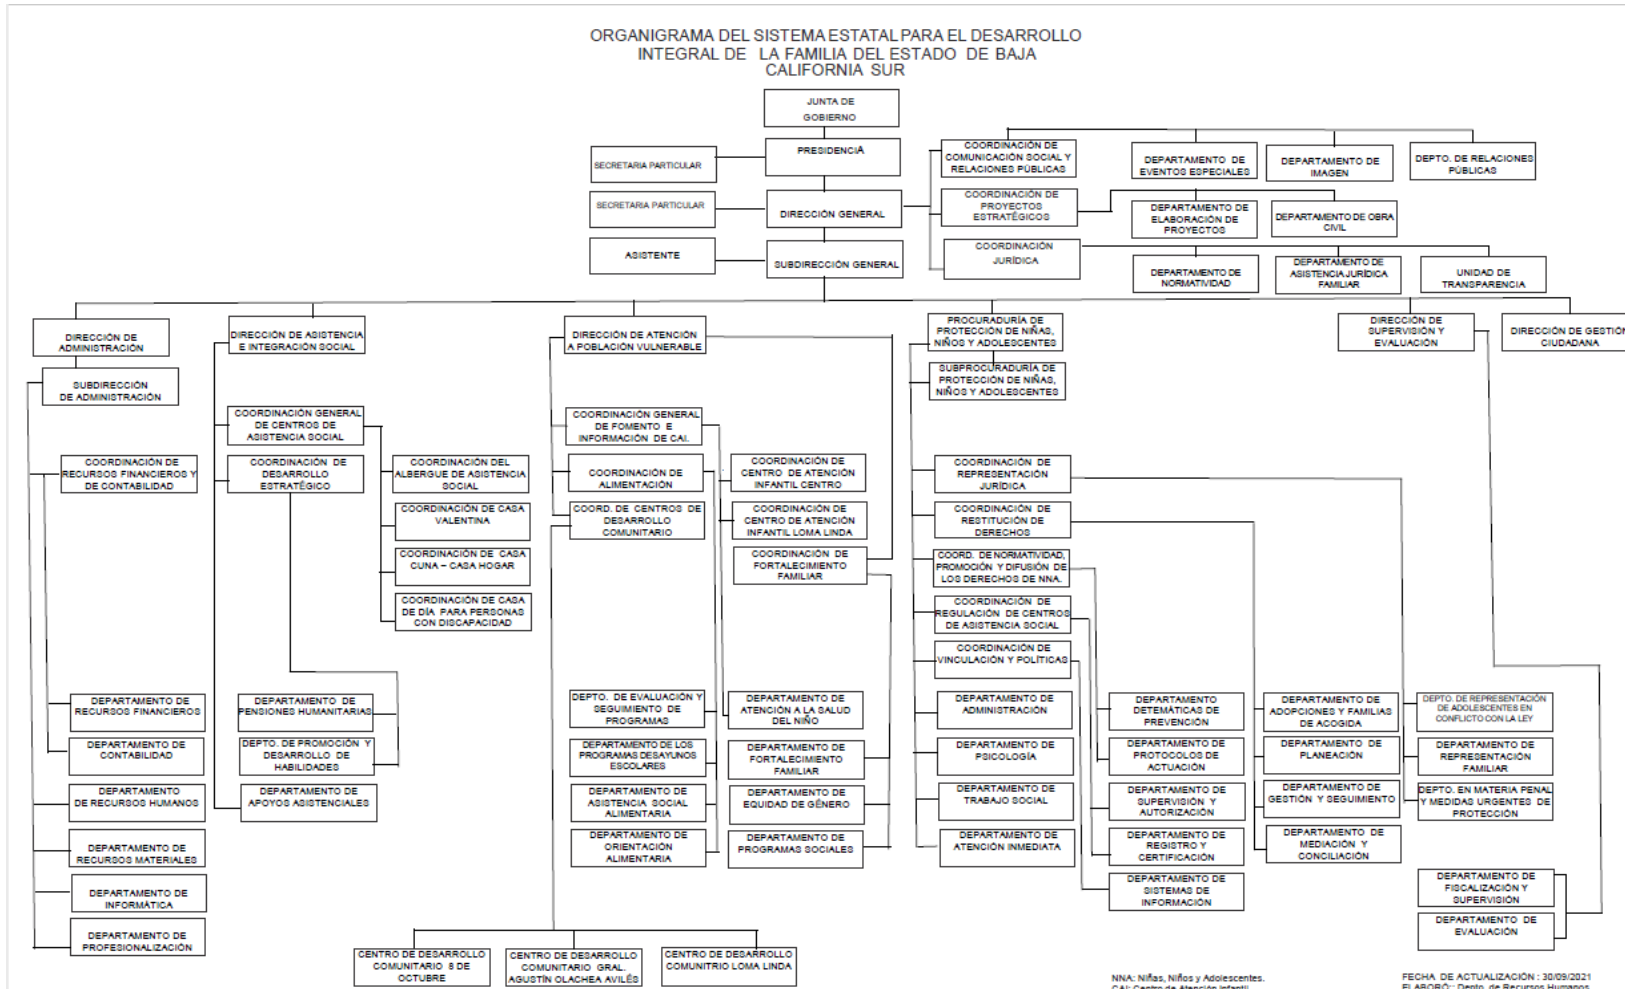 ORGANIGRAMA DEL SISTEMA ESTATAL PARA EL DESARROLLO
INTEGRAL DE LA FAMILIA DEL ESTADO DE BAJA
CALIFORNIA SUR
JUNTA DE
GOBIERNO
PRESIDENCIA
SECRETARIA PARTICULAR
SECRETARIA PARTICULAR
DIRECCIÓN GENERAL
ASISTENTE
SUBDIRECCIÓN GENERAL
COORDINACIÓN DE
COMUNICACIÓN SOCIAL Y
RELACIONES PÚBLICAS
DEPARTAMENTO DE
EVENTOS ESPECIALES
DEPARTAMENTO DE
IMAGEN
DEPTO. DE RELACIONES
PÚBLICAS
COORDINACIÓN DE
PROYECTOS
ESTRATÉGICOS
DEPARTAMENTO DE
ELABORACIÓN DE
PROYECTOS
DEPARTAMENTO DE OBRA
CIVIL
COORDINACIÓN
JURÍDICA
DEPARTAMENTO DE
NORMATIVIDAD
DEPARTAMENTO DE
ASISTENCIA JURÍDICA
FAMILIAR
UNIDAD DE
TRANSPARENCIA
DIRECCIÓN DE
ADMINISTRACIÓN
SUBDIRECCIÓN
DE ADMINISTRACIÓN
COORDINACIÓN DE
RECURSOS FINANCIEROS Y
DE CONTABILIDAD
DEPARTAMENTO DE
RECURSOS FINANCIEROS
DEPARTAMENTO DE
CONTABILIDAD
DEPARTAMENTO
DE RECURSOS HUMANOS
DEPARTAMENTO DE
RECURSOS MATERIALES
DEPARTAMENTO DE
INFORMÁTICA
DEPARTAMENTO DE
PROFESIONALIZACIÓN
DIRECCIÓN DE ASISTENCIA
E INTEGRACIÓN SOCIAL
COORDINACIÓN GENERAL
DE CENTROS DE
ASISTENCIA SOCIAL
COORDINACIÓN DE
DESARROLLO
ESTRATÉGICO
COORDINACIÓN DEL
ALBERGUE DE ASISTENCIA
SOCIAL
COORDINACIÓN DE CASA
VALENTINA
COORDINACIÓN DE CASA
CUNA – CASA HOGAR
COORDINACIÓN DE CASA
DE DÍA PARA PERSONAS
CON DISCAPACIDAD
DEPARTAMENTO DE
PENSIONES HUMANITARIAS
DEPTO. DE PROMOCIÓN Y
DESARROLLO DE
HABILIDADES
DEPARTAMENTO DE
APOYOS ASISTENCIALES
DIRECCIÓN DE ATENCIÓN
A POBLACIÓN VULNERABLE
COORDINACIÓN GENERAL
DE FOMENTO E
INFORMACIÓN DE CAI.
COORDINACIÓN DE
ALIMENTACIÓN
COORD. DE CENTROS DE
DESARROLLO
COMUNITARIO
COORDINACIÓN DE
CENTRO DE ATENCIÓN
INFANTIL CENTRO
COORDINACIÓN DE
CENTRO DE ATENCIÓN
INFANTIL LOMA LINDA
COORDINACIÓN DE
FORTALECIMIENTO
FAMILIAR
DEPTO. DE EVALUACIÓN Y
SEGUIMIENTO DE
PROGRAMAS
DEPARTAMENTO DE LOS
PROGRAMAS DESAYUNOS
ESCOLARES
DEPARTAMENTO DE
ASISTENCIA SOCIAL
ALIMENTARIA
DEPARTAMENTO DE
ORIENTACIÓN
ALIMENTARIA
DEPARTAMENTO DE
ATENCIÓN A LA SALUD
DEL NIÑO
DEPARTAMENTO DE
FORTALECIMIENTO
FAMILIAR
DEPARTAMENTO DE
EQUIDAD DE GÉNERO
DEPARTAMENTO DE
PROGRAMAS SOCIALES
CENTRO DE DESARROLLO
COMUNITARIO 8 DE
OCTUBRE
CENTRO DE DESARROLLO
COMUNITARIO GRAL.
AGUSTÍN OLACHEA AVILÉS
CENTRO DE DESARROLLO
COMUNITRIO LOMA LINDA
PROCURADURÍA DE
PROTECCIÓN DE NIÑAS,
NIÑOS Y ADOLESCENTES
SUBPROCURADURÍA DE
PROTECCIÓN DE NIÑAS,
NIÑOS Y ADOLESCENTES
COORDINACIÓN DE
REPRESENTACIÓN
JURÍDICA
COORDINACIÓN DE
RESTITUCIÓN DE
DERECHOS
COORD. DE NORMATIVIDAD,
PROMOCIÓN Y DIFUSIÓN DE
LOS DERECHOS DE NNA.
COORDINACIÓN DE
REGULACIÓN DE CENTROS
DE ASISTENCIA SOCIAL
COORDINACIÓN DE
VINCULACIÓN Y POLÍTICAS
DEPARTAMENTO DE
ADMINISTRACIÓN
DEPARTAMENTO DE
PSICOLOGÍA
DEPARTAMENTO DE
TRABAJO SOCIAL
DEPARTAMENTO DE
ATENCIÓN INMEDIATA
DEPARTAMENTO
DETEMÁTICAS DE
PREVENCIÓN
DEPARTAMENTO DE
PROTOCOLOS DE
ACTUACIÓN
DEPARTAMENTO DE
SUPERVISIÓN Y
AUTORIZACIÓN
DEPARTAMENTO DE
REGISTRO Y
CERTIFICACIÓN
DEPARTAMENTO DE
SISTEMAS DE
INFORMACIÓN
DEPARTAMENTO DE
ADOPCIONES Y FAMILIAS
DE ACOGIDA
DEPARTAMENTO DE
PLANEACIÓN
DEPARTAMENTO DE
GESTIÓN Y SEGUIMIENTO
DEPARTAMENTO DE
MEDIACIÓN Y
CONCILIACIÓN
DEPTO. DE REPRESENTACIÓN
DE ADOLESCENTES EN
CONFLICTO CON LA LEY
DEPARTAMENTO DE
REPRESENTACIÓN
FAMILIAR
DEPTO. EN MATERIA PENAL
Y MEDIDAS URGENTES DE
PROTECCIÓN
DIRECCIÓN DE
SUPERVISIÓN Y
EVALUACIÓN
DEPARTAMENTO DE
FISCALIZACIÓN Y
SUPERVISIÓN
DEPARTAMENTO DE
EVALUACIÓN
DIRECCIÓN DE GESTIÓN
CIUDADANA
NNA: Niñas, Niños y Adolescentes.
CAI: Centro de Atención Infantil
FECHA DE ACTUALIZACIÓN : 30/09/2021
ELABORÓ:: Depto. de Recursos Humanos